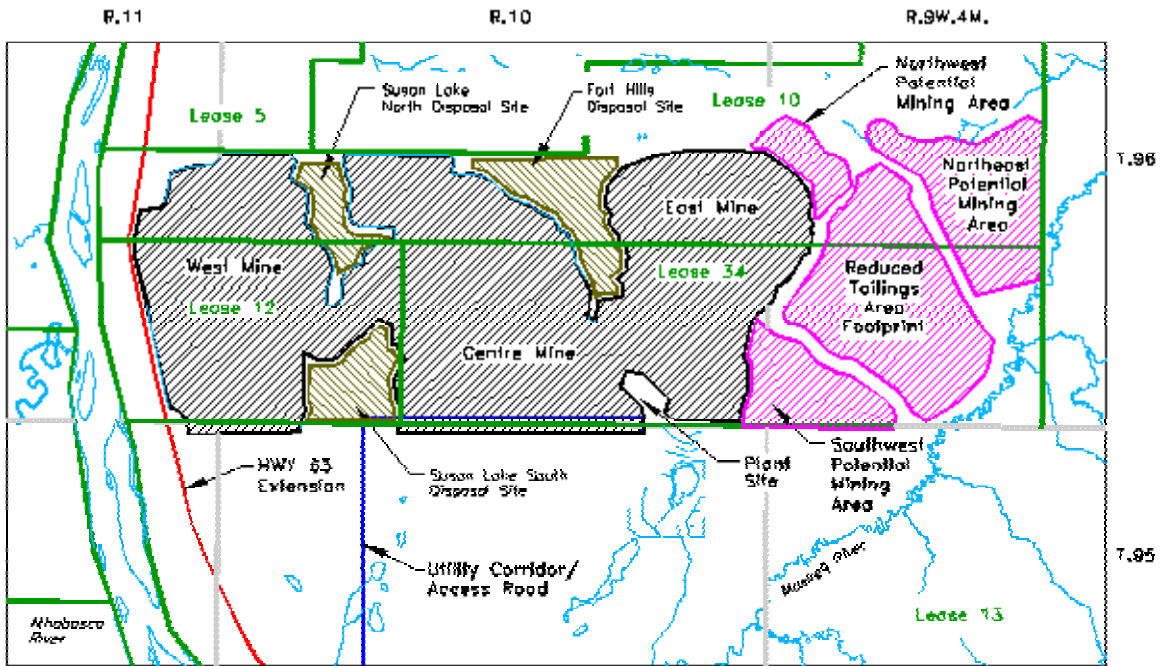 R.11
R.10
R.9W.4M.
Northwest
Potential
Mining Area
Susan Lake
North Disposal Site
Fort Hills
Disposal Site
Lease 5
Lease 10
T.96
Northeast
Potential
Mining
Area
East Mine
West Mine
Lease 34
Reduced
Tailings
Area
Footprint
Lease 12
Centre Mine
HWY 63
Extension
Susan Lake South
Disposal Site
Plant
Site
Southwest
Potential
Mining
Area
Utility Corridor/
Access Road
Muskeg River
T.95
Athabasca
River
Lease 13